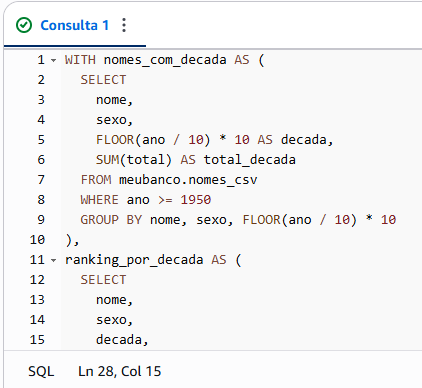 Consulta 1
1 WITH nomes_com_decada AS (
2 SELECT
3 nome,
4 sexo,
5 FLOOR(ano / 10) * 10 AS decada,
6 SUM(total) AS total_decada
7 FROM meubanco.nomes_csv
8 WHERE ano >= 1950
9 GROUP BY nome, sexo, FLOOR(ano / 10) * 10
10 ),
11 ranking_por_decada AS (
12 SELECT
13 nome,
14 sexo,
15 decada,
SQL Ln 28, Col 15